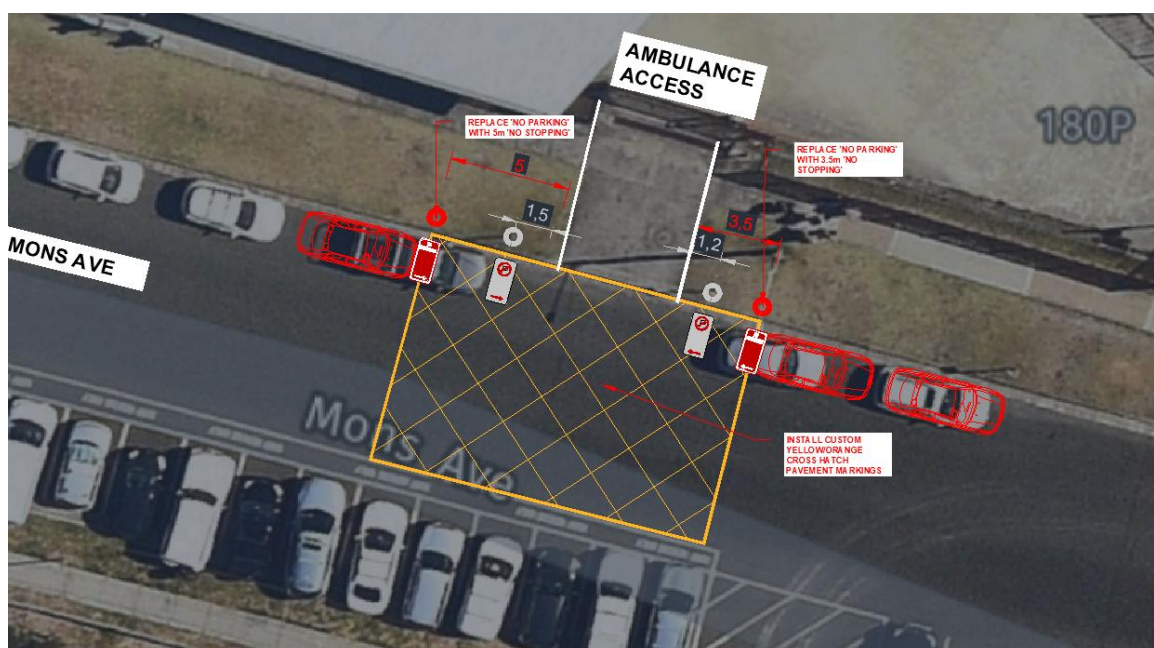 AMBULANCE
ACCESS
180P
REPLACE 'NO PARKING'
WITH 5m 'NO STOPPING'
REPLACE 'NO PARKING'
WITH 3.5m 'NO
STOPPING'
5
1,5
3,5
1,2
P
P
MONS AVE
Mons Ave
INSTALL CUSTOM
YELLOW/ORANGE
CROSS HATCH
PAVEMENT MARKINGS